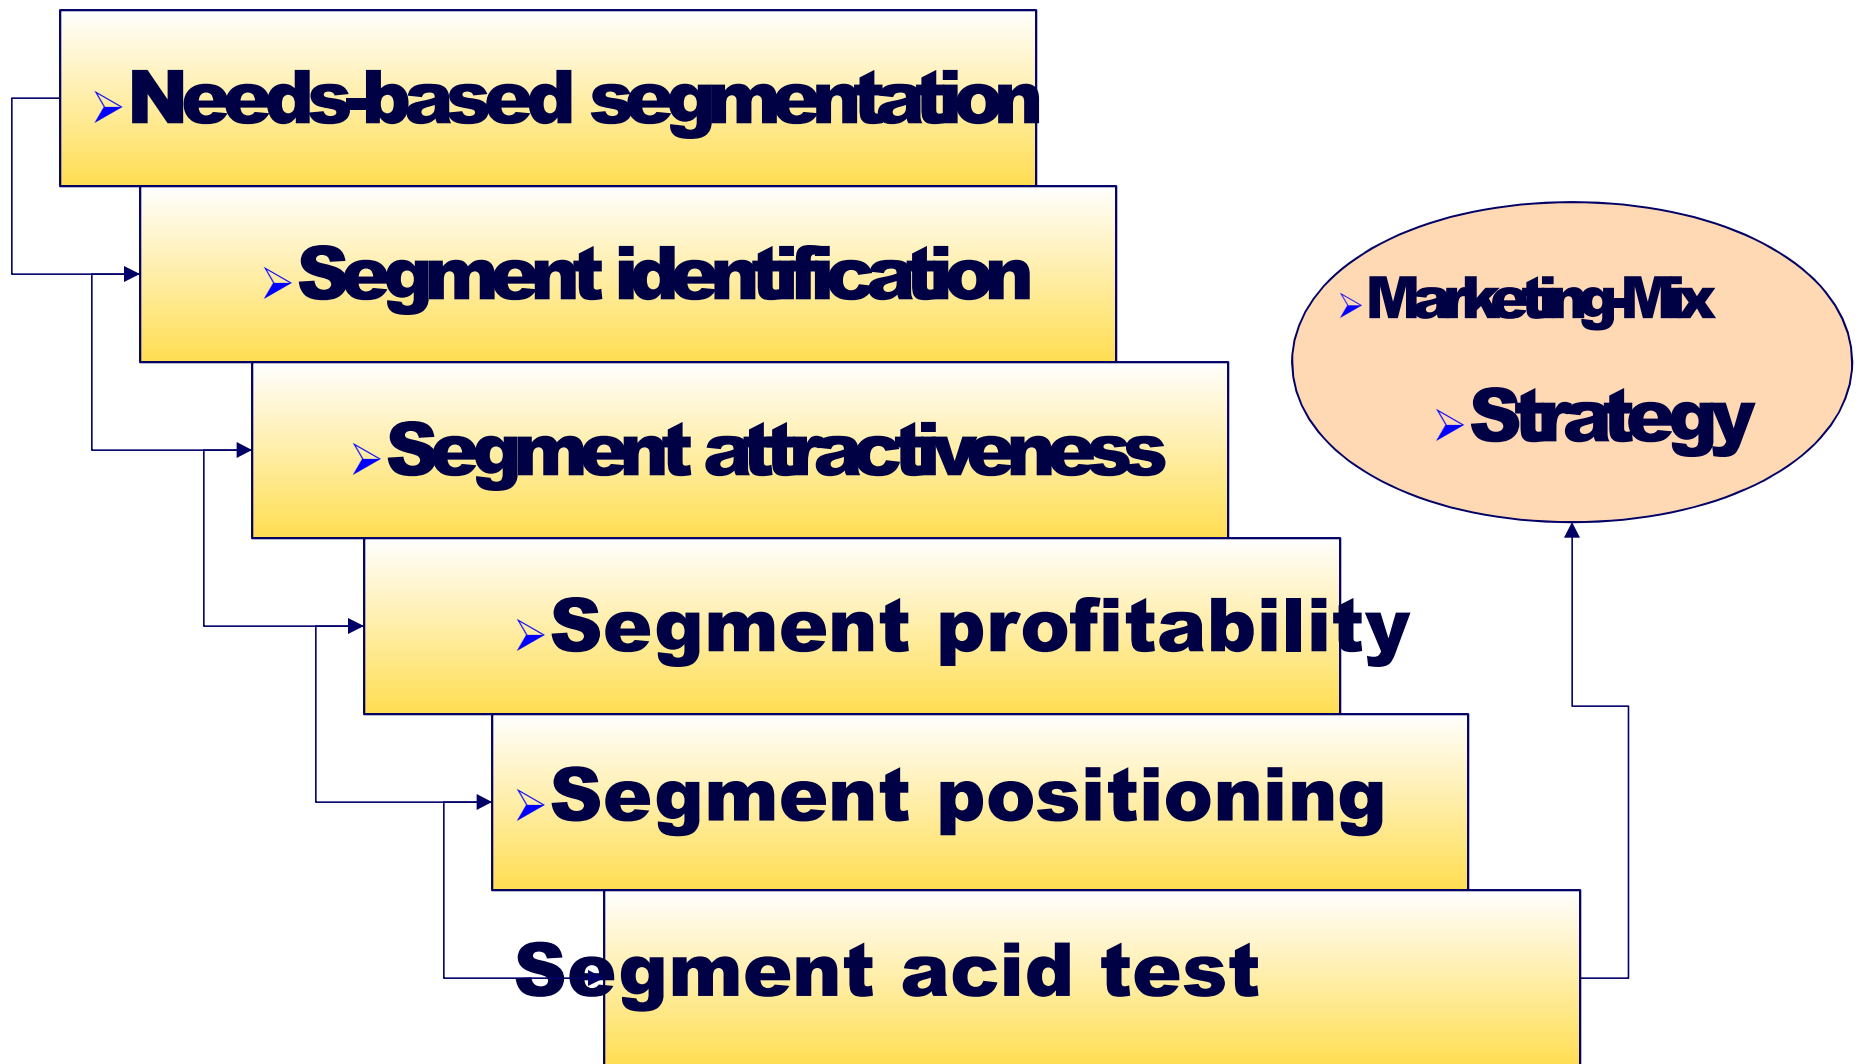 ➢Needs-based segmentation
➢Segment identification
➢Segment attractiveness
➢Segment profitability
➢Segment positioning
Segment acid test
➢Marketing-Mix
➢Strategy